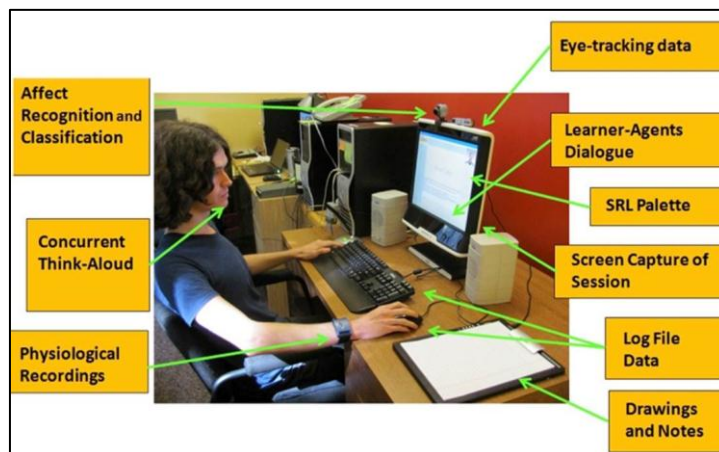 Affect
Recognition and
Classification
Concurrent
Think-Aloud
Physiological
Recordings
Eye-tracking data
Learner-Agents
Dialogue
SRL Palette
Screen Capture of
Session
Log File
Data
Drawings
and Notes